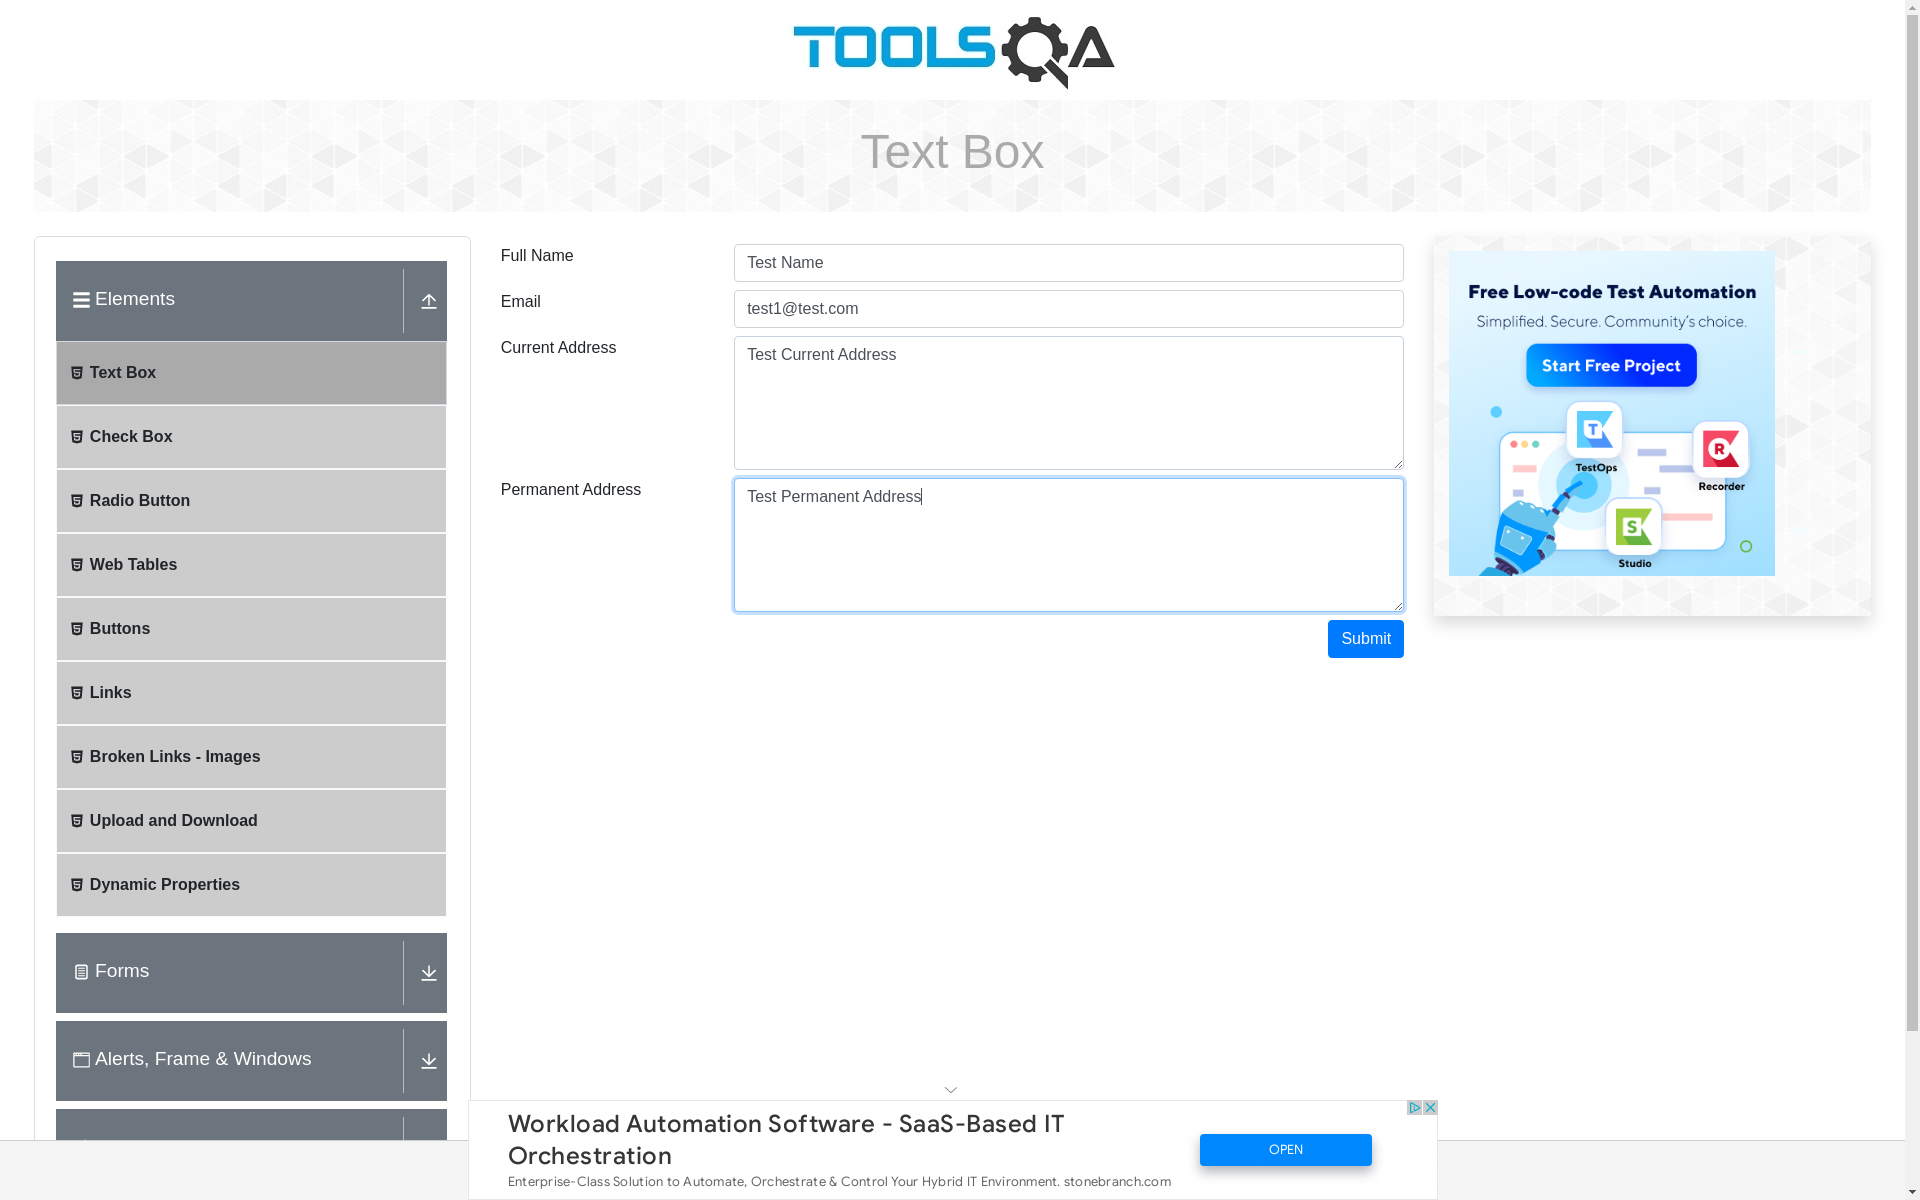 TOOLSQA
Text Box
Elements
Text Box
Check Box
Radio Button
Web Tables
Buttons
Links
Broken Links - Images
Upload and Download
Dynamic Properties
Forms
Alerts, Frame & Windows
Full Name
Test Name
Email
test1@test.com
Current Address
Test Current Address
Permanent Address
Test Permanent Address
Submit
Free Low-code Test Automation
Simplified. Secure. Community's choice.
Start Free Project
T
TestOps
R
Recorder
S
Studio
Workload Automation Software - SaaS-Based IT
Orchestration
Enterprise-Class Solution to Automate, Orchestrate & Control Your Hybrid IT Environment. stonebranch.com
OPEN